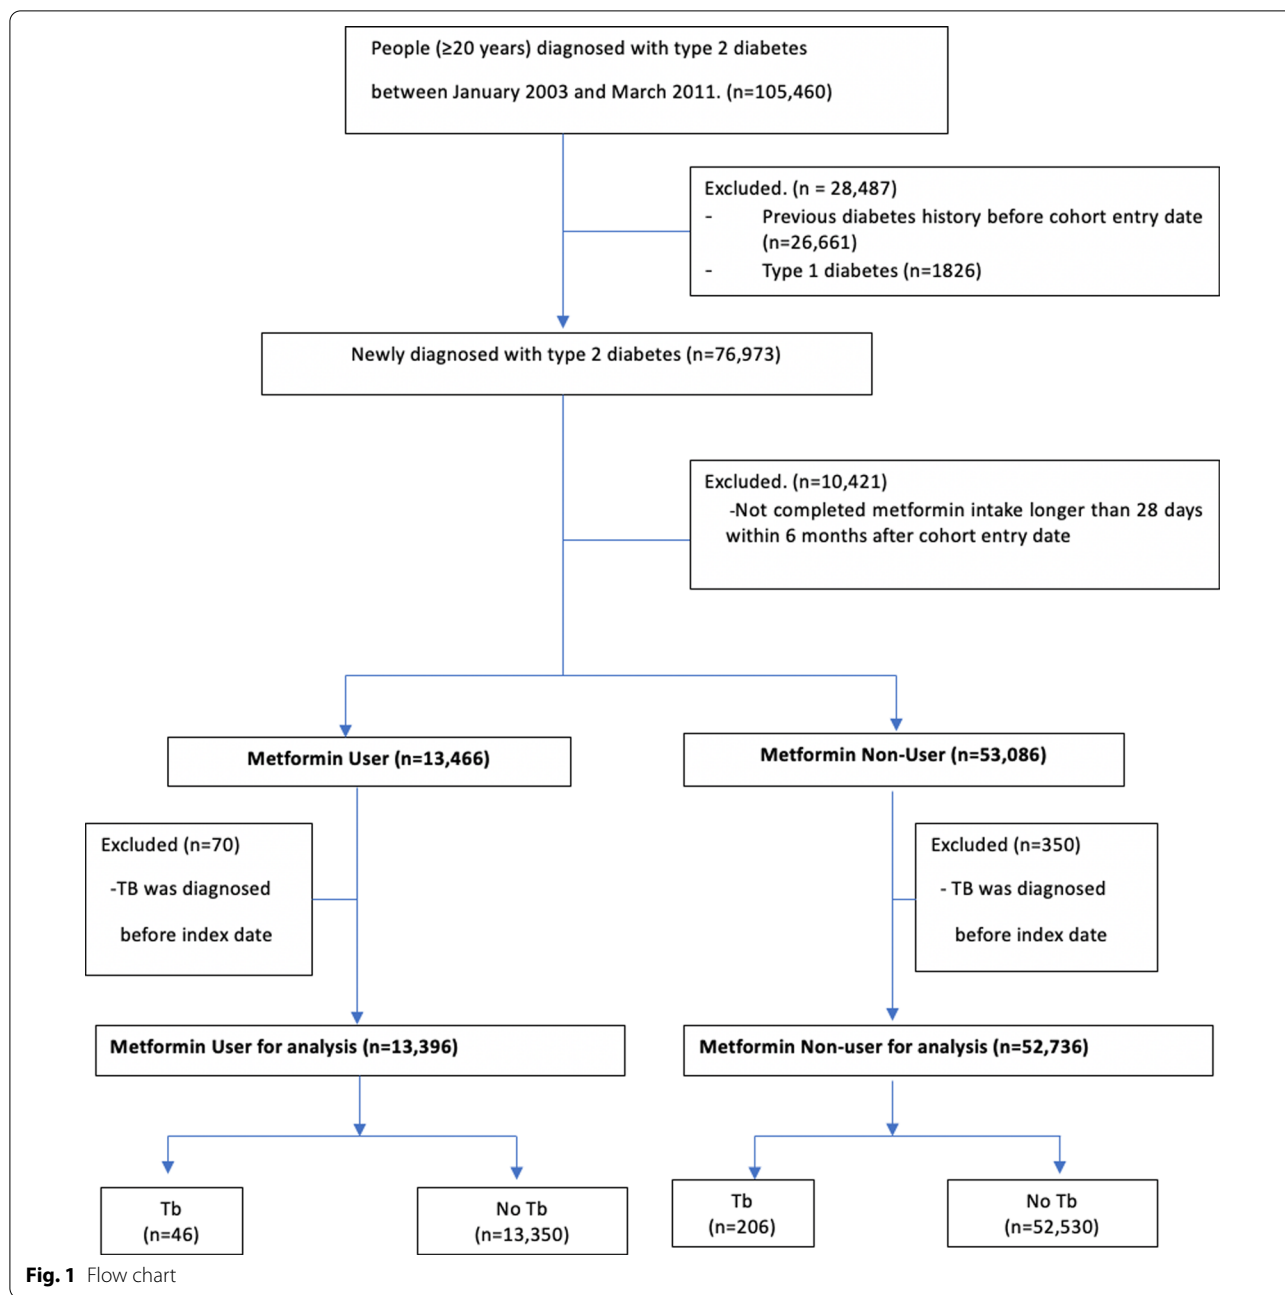 People (≥20 years) diagnosed with type 2 diabetes
between January 2003 and March 2011. (n=105,460)
Excluded. (n = 28,487)
- Previous diabetes history before cohort entry date
(n=26,661)
- Type 1 diabetes (n=1826)
Newly diagnosed with type 2 diabetes (n=76,973)
Excluded. (n=10,421)
-Not completed metformin intake longer than 28 days
within 6 months after cohort entry date
Metformin User (n=13,466)
Metformin Non-User (n=53,086)
Excluded (n=70)
-TB was diagnosed
before index date
Excluded (n=350)
- TB was diagnosed
before index date
Metformin User for analysis (n=13,396)
Metformin Non-user for analysis (n=52,736)
Tb
(n=46)
No Tb
(n=13,350)
Tb
(n=206)
No Tb
(n=52,530)
Fig. 1 Flow chart